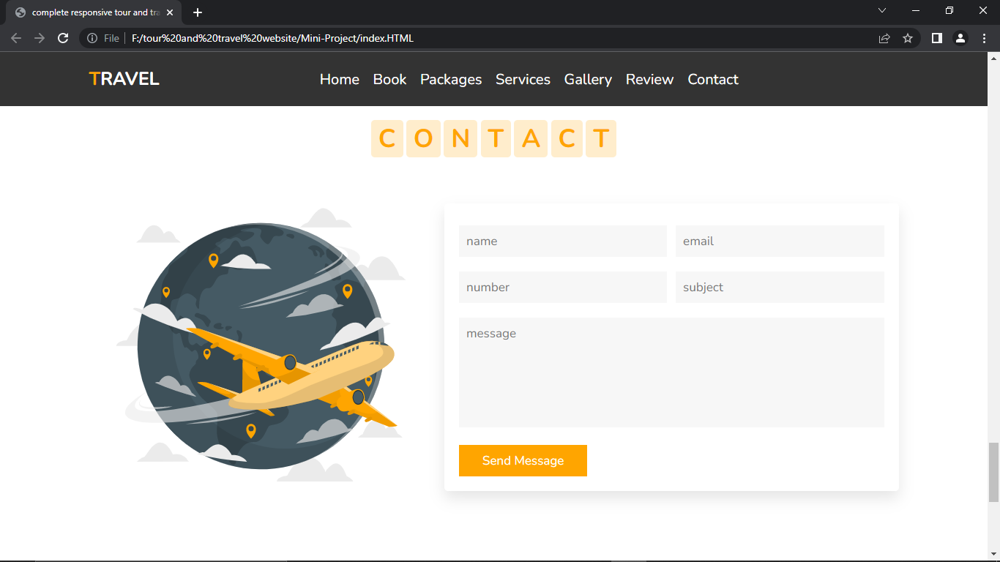 complete responsive tour and tra
File F:/tour%20and%20travel%20website/Mini-Project/index.HTML
TRAVEL Home Book Packages Services Gallery Review Contact
CONTACT
name email
number subject
message
Send Message